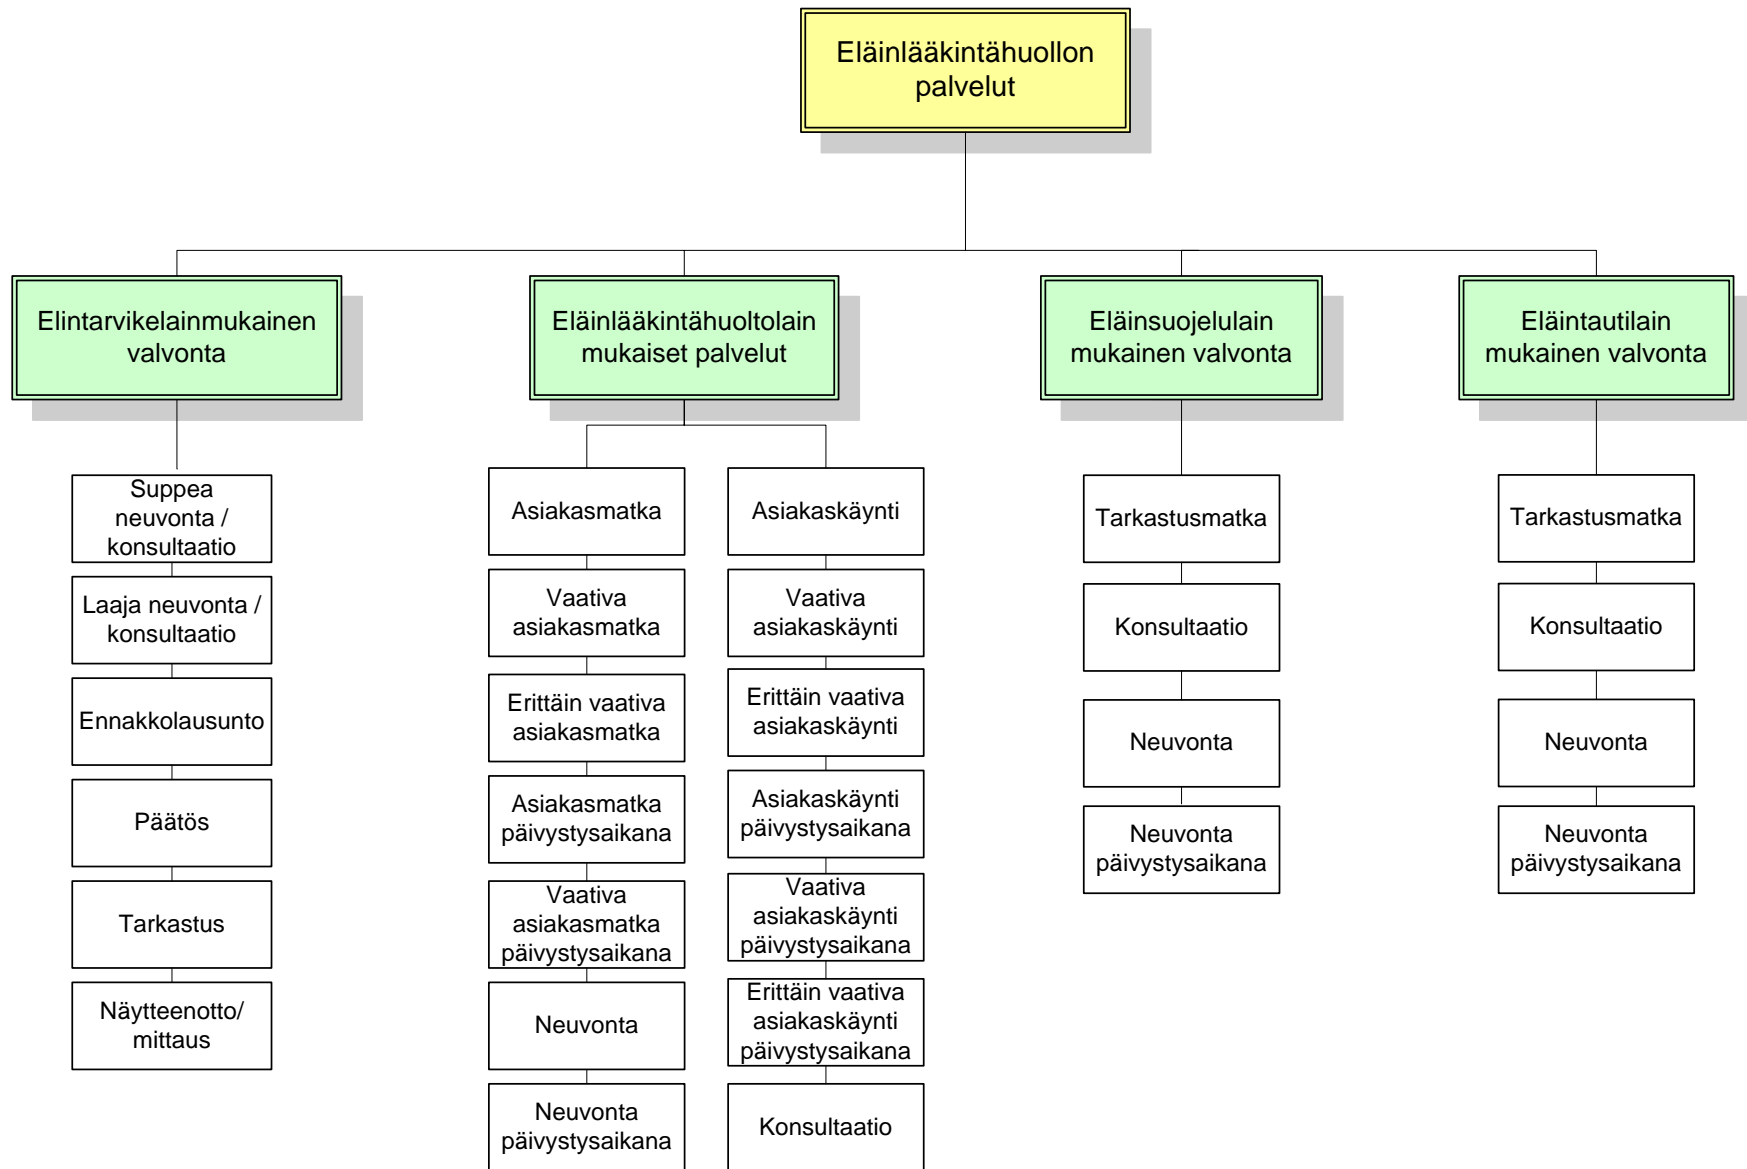 Eläinlääkintähuollon
palvelut
Elintarvikelainmukainen
valvonta
Eläinlääkintähuoltolain
mukaiset palvelut
Eläinsuojelulain
mukainen valvonta
Eläintautilain
mukainen valvonta
Suppea
neuvonta /
konsultaatio
Laaja neuvonta /
konsultaatio
Ennakkolausunto
Päätös
Tarkastus
Näytteenotto/
mittaus
Asiakasmatka
Vaativa
asiakasmatka
Erittäin vaativa
asiakasmatka
Asiakasmatka
päivystysaikana
Vaativa
asiakasmatka
päivystysaikana
Neuvonta
Neuvonta
päivystysaikana
Asiakaskäynti
Vaativa
asiakaskäynti
Erittäin vaativa
asiakaskäynti
Asiakaskäynti
päivystysaikana
Vaativa
asiakaskäynti
päivystysaikana
Erittäin vaativa
asiakaskäynti
päivystysaikana
Konsultaatio
Tarkastusmatka
Konsultaatio
Neuvonta
Neuvonta
päivystysaikana
Tarkastusmatka
Konsultaatio
Neuvonta
Neuvonta
päivystysaikana